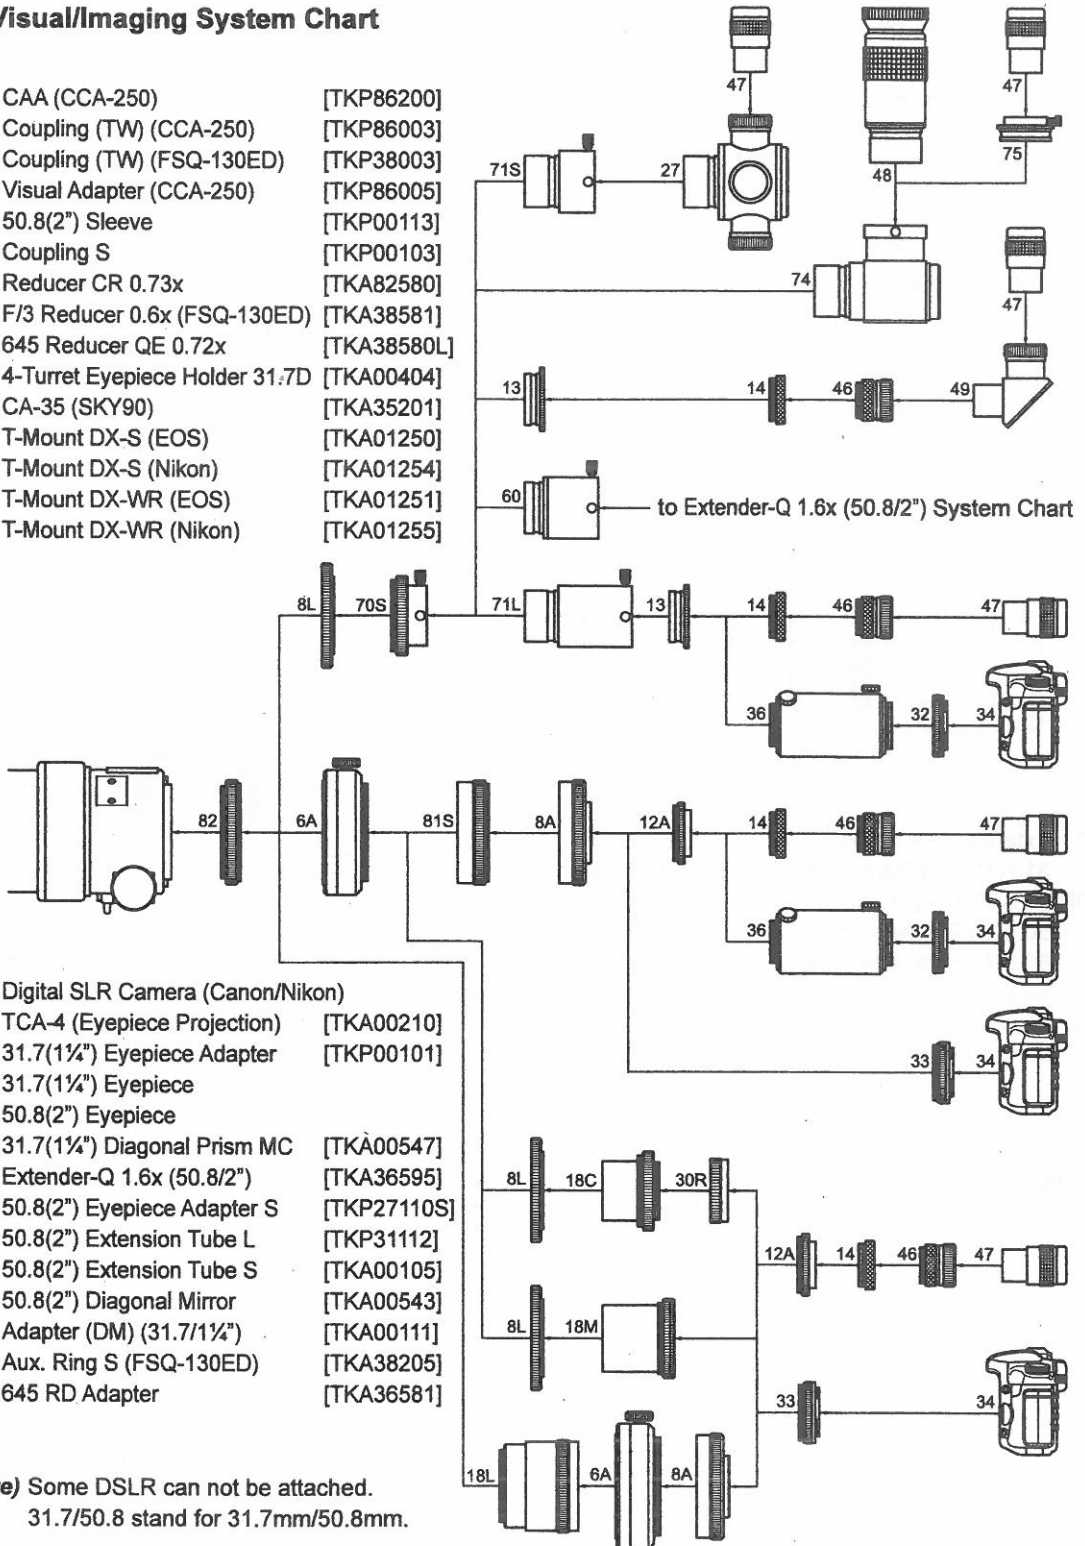 Visual/Imaging System Chart
CAA (CCA-250) [TKP86200]
Coupling (TW) (CCA-250) [TKP86003]
Coupling (TW) (FSQ-130ED) [TKP38003]
Visual Adapter (CCA-250) [TKP86005]
50.8(2") Sleeve [TKP00113]
Coupling S [TKP00103]
Reducer CR 0.73x [TKA82580]
F/3 Reducer 0.6x (FSQ-130ED) [TKA38581]
645 Reducer QE 0.72x [TKA38580L]
4-Turret Eyepiece Holder 31.7D [TKA00404]
CA-35 (SKY90) [TKA35201]
T-Mount DX-S (EOS) [TKA01250]
T-Mount DX-S (Nikon) [TKA01254]
T-Mount DX-WR (EOS) [TKA01251]
T-Mount DX-WR (Nikon) [TKA01255]
47
47
71S
27
48
75
74
47
13
14
46
49
60
to Extender-Q 1.6x (50.8/2") System Chart
8L
70S
71L
13
14
46
47
36
32
34
82
6A
81S
8A
12A
14
46
47
36
32
34
33
34
Digital SLR Camera (Canon/Nikon)
TCA-4 (Eyepiece Projection) [TKA00210]
31.7(1¼") Eyepiece Adapter [TKP00101]
31.7(1¼") Eyepiece
50.8(2") Eyepiece
31.7(1¼") Diagonal Prism MC [TKA00547]
Extender-Q 1.6x (50.8/2") [TKA36595]
50.8(2") Eyepiece Adapter S [TKP27110S]
50.8(2") Extension Tube L [TKP31112]
50.8(2") Extension Tube S [TKA00105]
50.8(2") Diagonal Mirror [TKA00543]
Adapter (DM) (31.7/1¼") [TKA00111]
Aux. Ring S (FSQ-130ED) [TKA38205]
645 RD Adapter [TKA36581]
8L
18C
30R
12A
14
46
47
8L
18M
33
34
18L
6A
8A
e) Some DSLR can not be attached.
31.7/50.8 stand for 31.7mm/50.8mm.